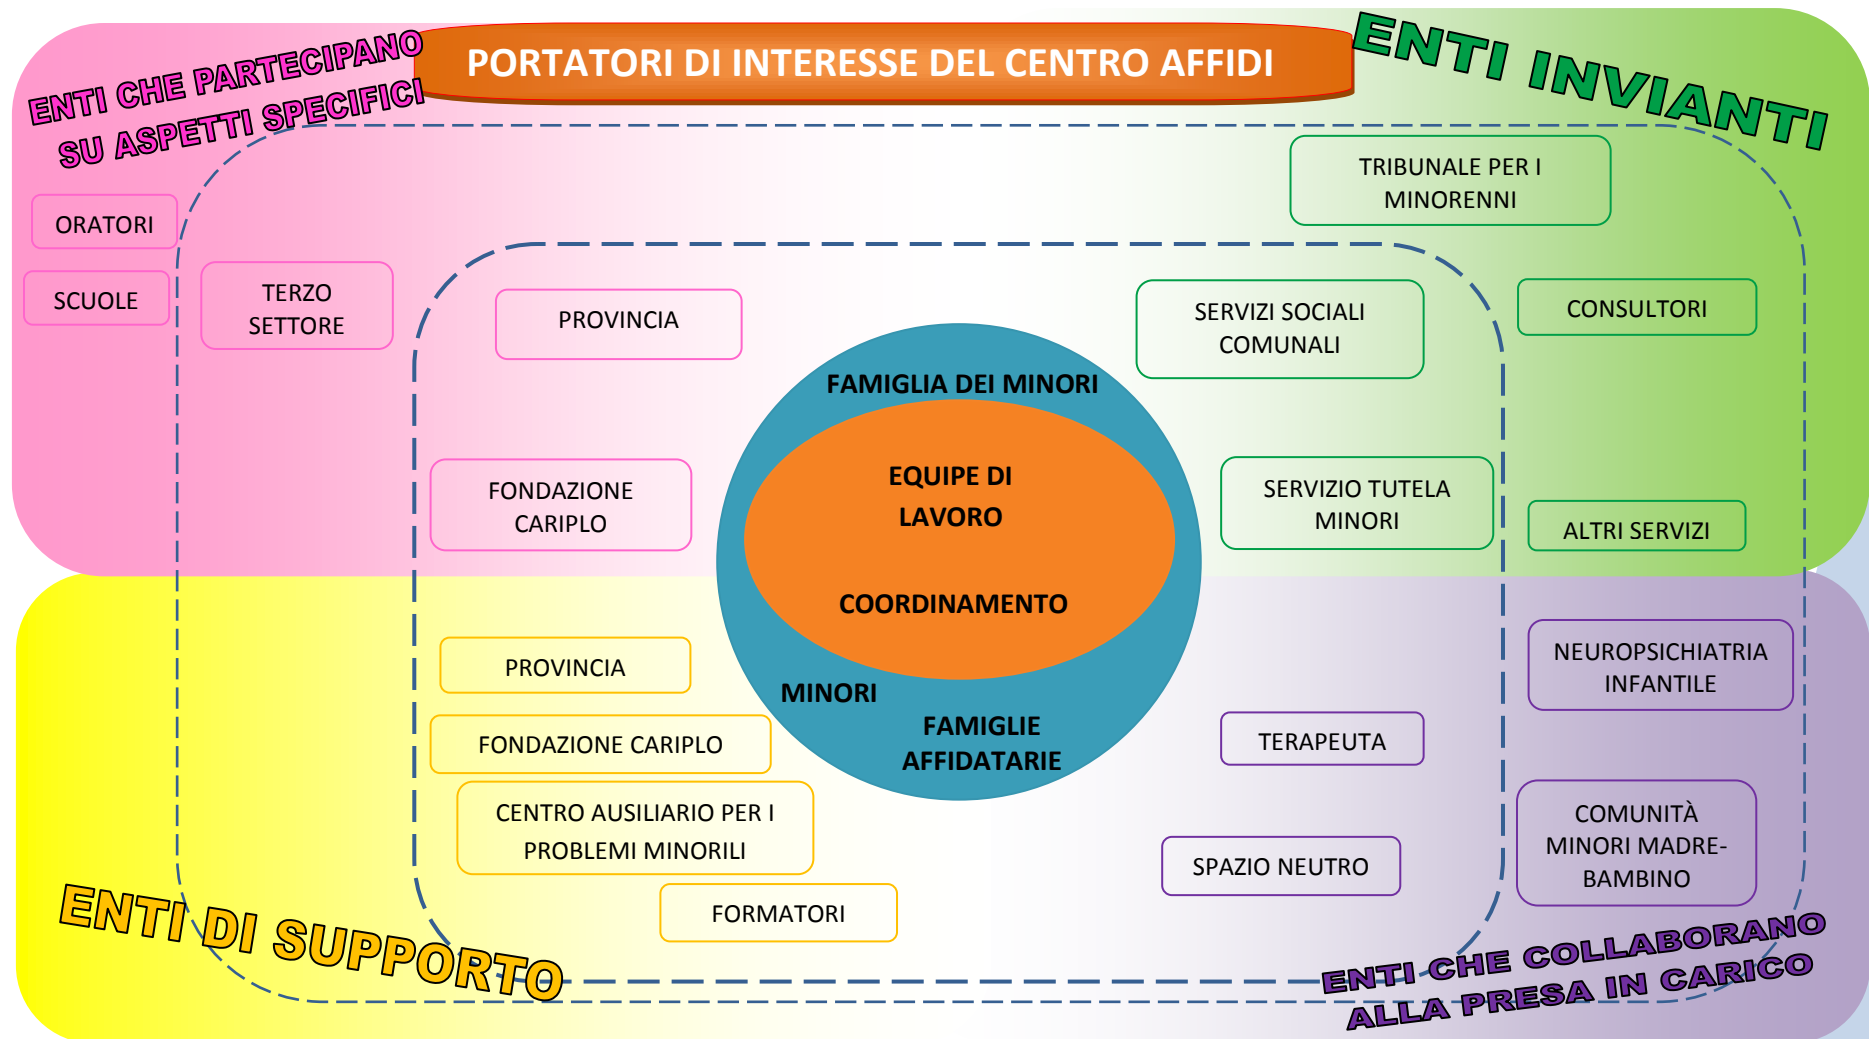 PORTATORI DI INTERESSE DEL CENTRO AFFIDI
ENTI CHE PARTECIPANO
SU ASPETTI SPECIFICI
ORATORI
SCUOLE
TERZO
SETTORE
PROVINCIA
FONDAZIONE
CARIPLO
ENTI INVIANTI
TRIBUNALE PER I
MINORENNI
SERVIZI SOCIALI
COMUNALI
CONSULTORI
SERVIZIO TUTELA
MINORI
ALTRI SERVIZI
FAMIGLIA DEI MINORI
EQUIPE DI
LAVORO
COORDINAMENTO
MINORI
FAMIGLIE
AFFIDATARIE
PROVINCIA
FONDAZIONE CARIPLO
CENTRO AUSILIARIO PER I
PROBLEMI MINORILI
FORMATORI
ENTI DI SUPPORTO
NEUROPSICHIATRIA
INFANTILE
TERAPEUTA
COMUNITÀ
MINORI MADRE-
BAMBINO
SPAZIO NEUTRO
ENTI CHE COLLABORANO
ALLA PRESA IN CARICO